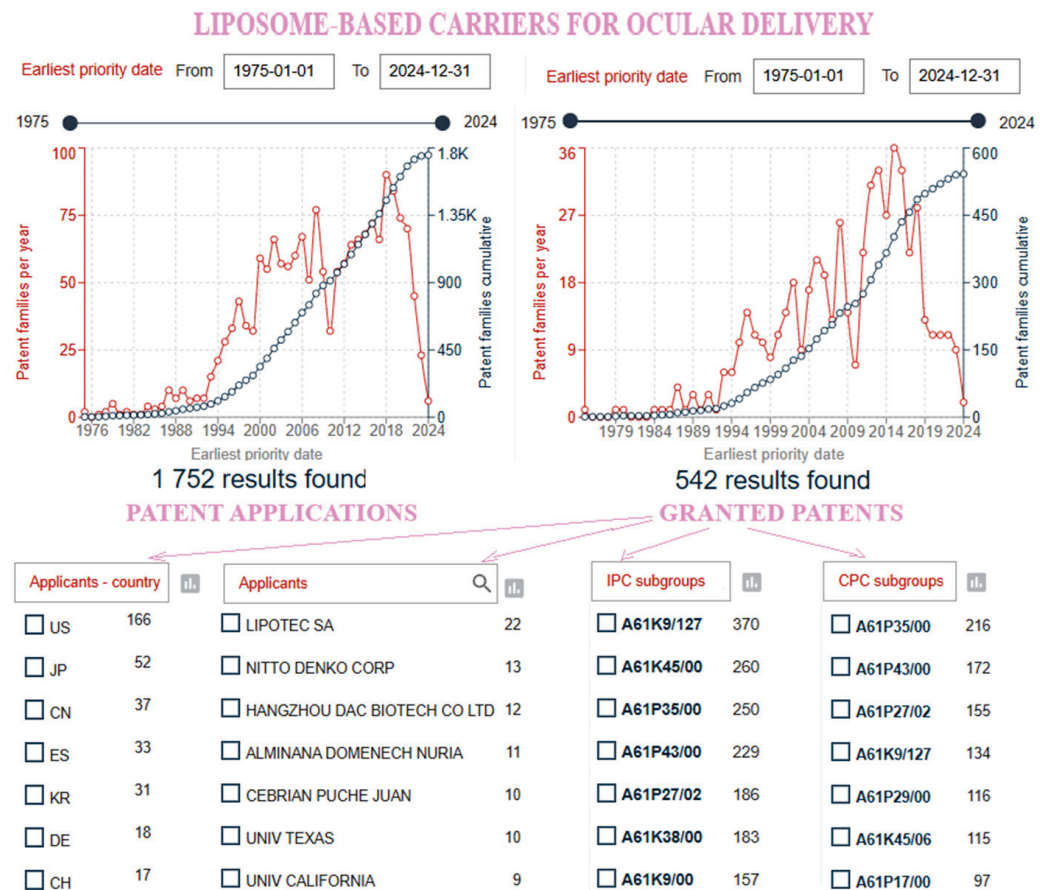 LIPOSOME-BASED CARRIERS FOR OCULAR DELIVERY
Earliest priority date From 1975-01-01 To 2024-12-31
Earliest priority date From 1975-01-01 To 2024-12-31
1975 2024
1975 2024
Patent families per year
100
75
50
25
0
1.8K
1.35K
900
450
0
Patent families cumulative
1976 1982 1988 1994 2000 2006 2012 2018 2024
Earliest priority date
1 752 results found
Patent families per year
36
27
18
9
0
600
450
300
150
0
Patent families cumulative
1979 1984 1989 1994 1999 2004 2009 2014 2019 2024
Earliest priority date
542 results found
PATENT APPLICATIONS
GRANTED PATENTS
Applicants - country
US 166
JP 52
CN 37
ES 33
KR 31
DE 18
CH 17
Applicants
LIPOTEC SA 22
NITTO DENKO CORP 13
HANGZHOU DAC BIOTECH CO LTD 12
ALMINANA DOMENECH NURIA 11
CEBRIAN PUCHE JUAN 10
UNIV TEXAS 10
UNIV CALIFORNIA 9
IPC subgroups
A61K9/127 370
A61K45/00 260
A61P35/00 250
A61P43/00 229
A61P27/02 186
A61K38/00 183
A61K9/00 157
CPC subgroups
A61P35/00 216
A61P43/00 172
A61P27/02 155
A61K9/127 134
A61P29/00 116
A61K45/06 115
A61P17/00 97